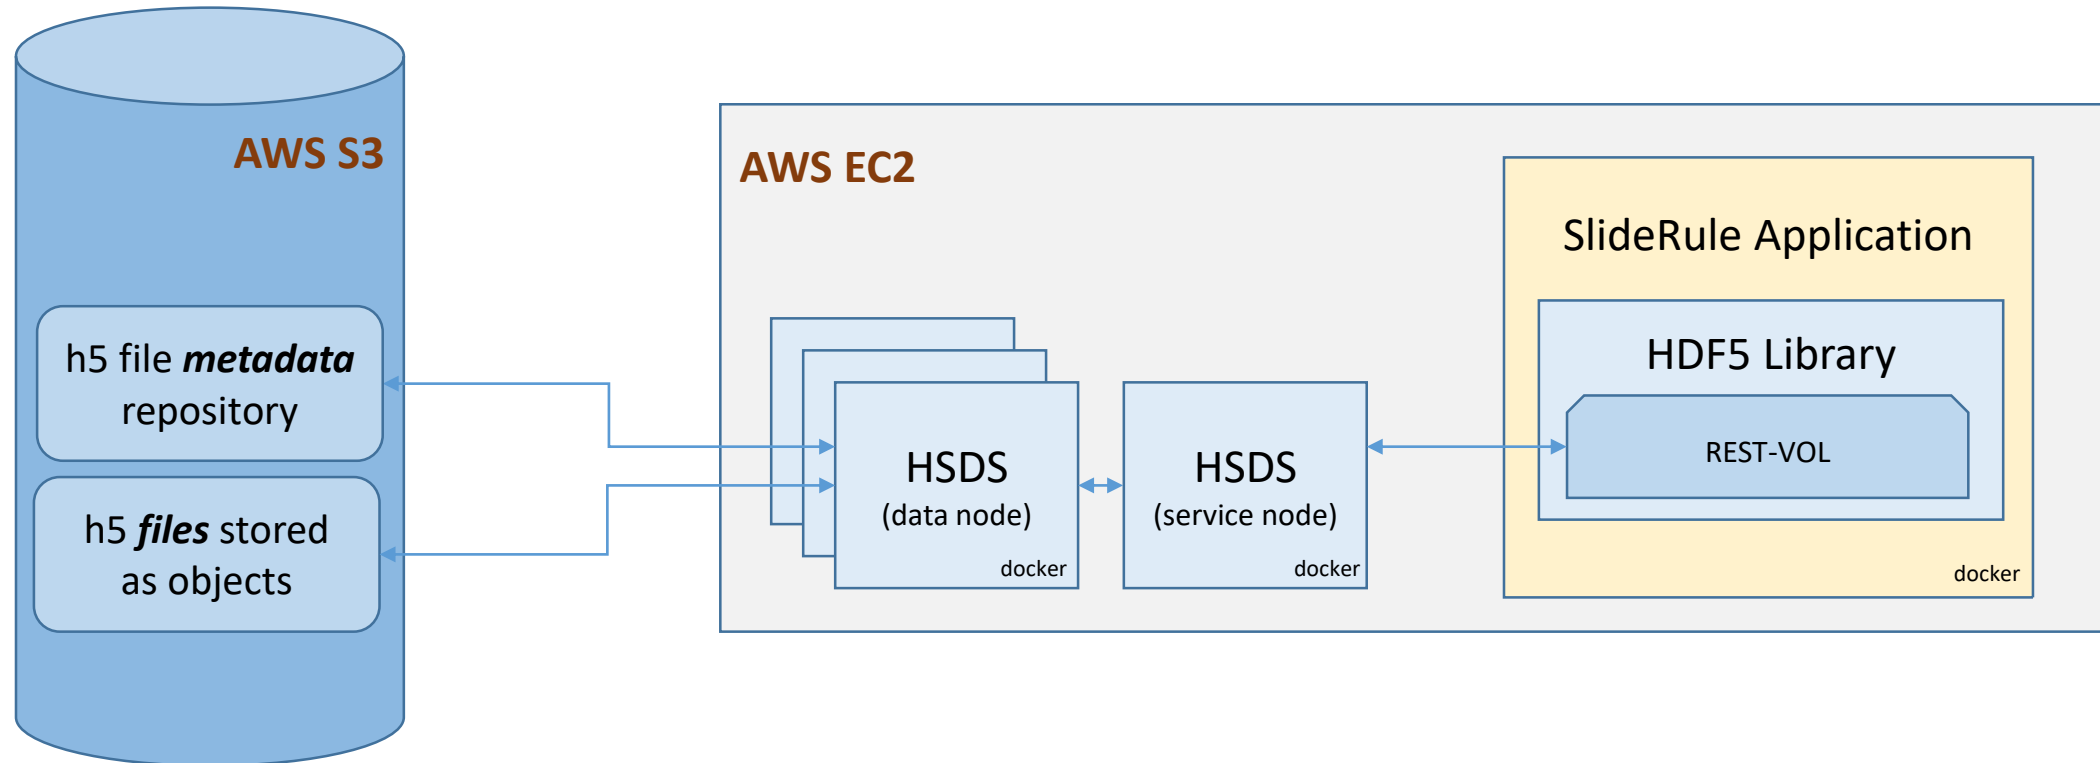 AWS S3
h5 file metadata
repository
h5 files stored
as objects
AWS EC2
HSDS
(data node)
docker
HSDS
(service node)
docker
SlideRule Application
HDF5 Library
REST-VOL
docker